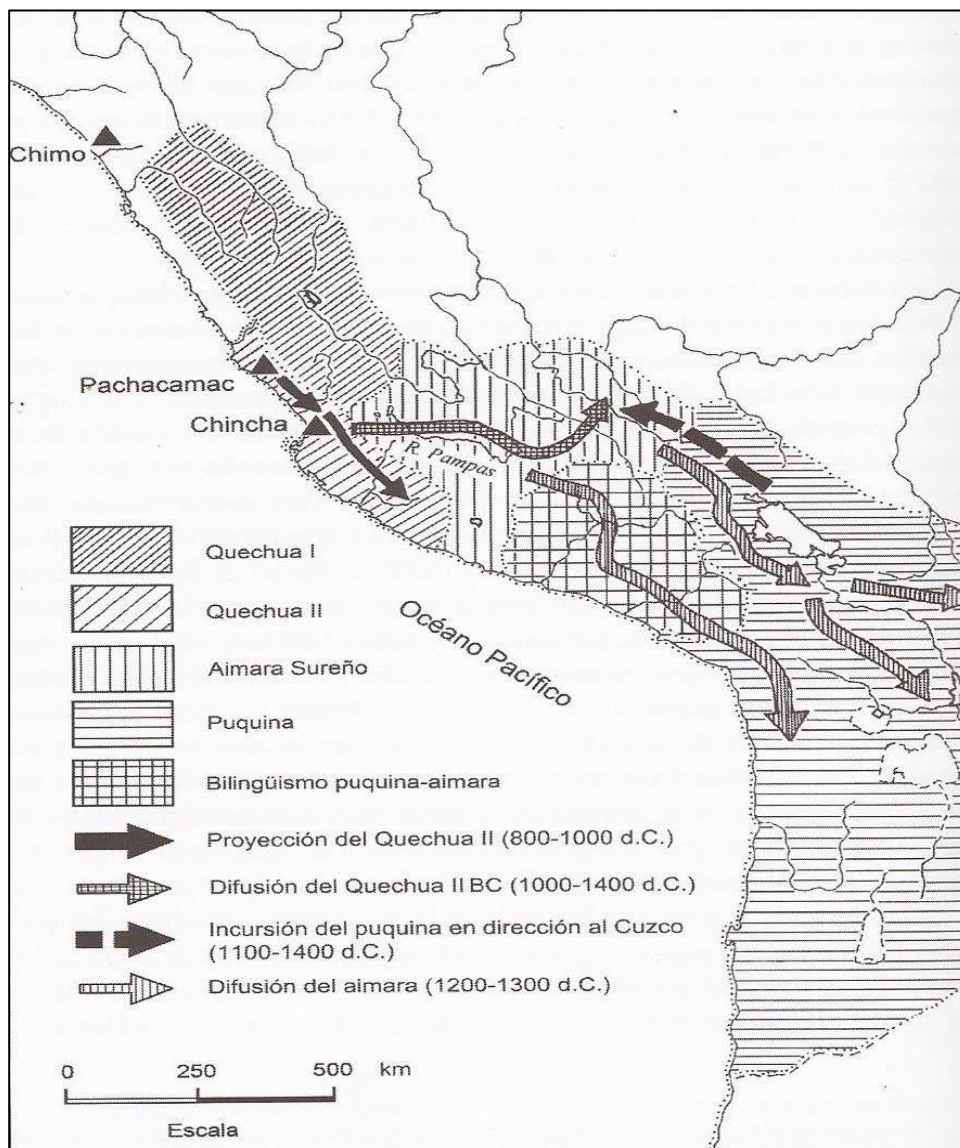 Chimo
Pachacamac
Chincha
R. Pampas
Océano Pacífico
Quechua I
Quechua II
Aimara Sureño
Puquina
Bilingüismo puquina-aimara
Proyección del Quechua II (800-1000 d.C.)
Difusión del Quechua II BC (1000-1400 d.C.)
Incursión del puquina en dirección al Cuzco
(1100-1400 d.C.)
Difusión del aimara (1200-1300 d.C.)
0 250 500 km
Escala